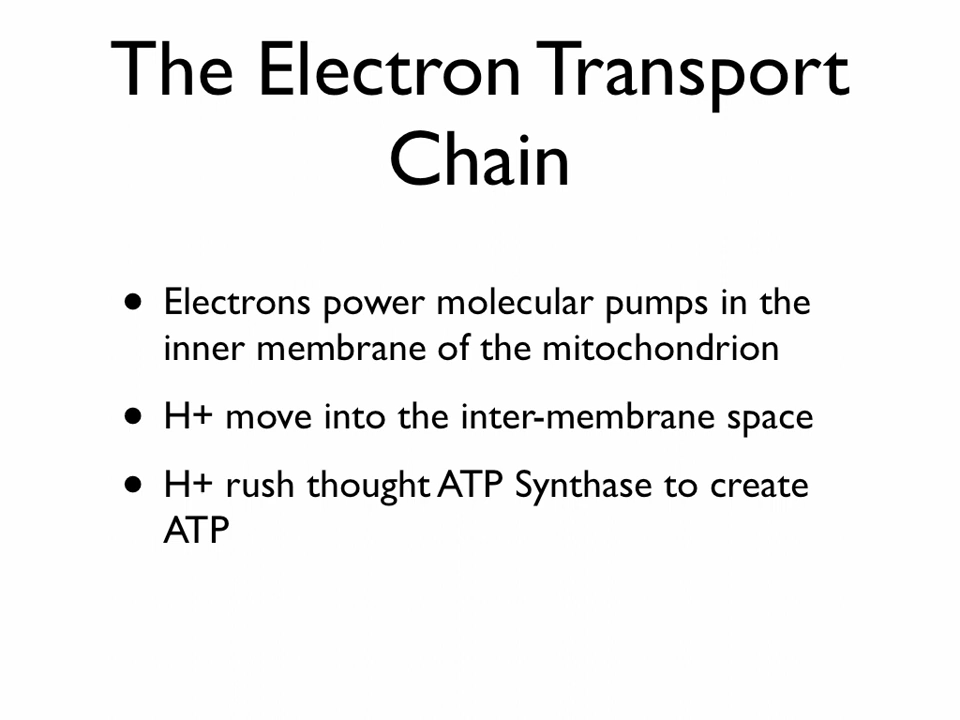 The Electron Transport
Chain
• Electrons power molecular pumps in the
inner membrane of the mitochondrion
• H+ move into the inter-membrane space
• H+ rush thought ATP Synthase to create
ATP